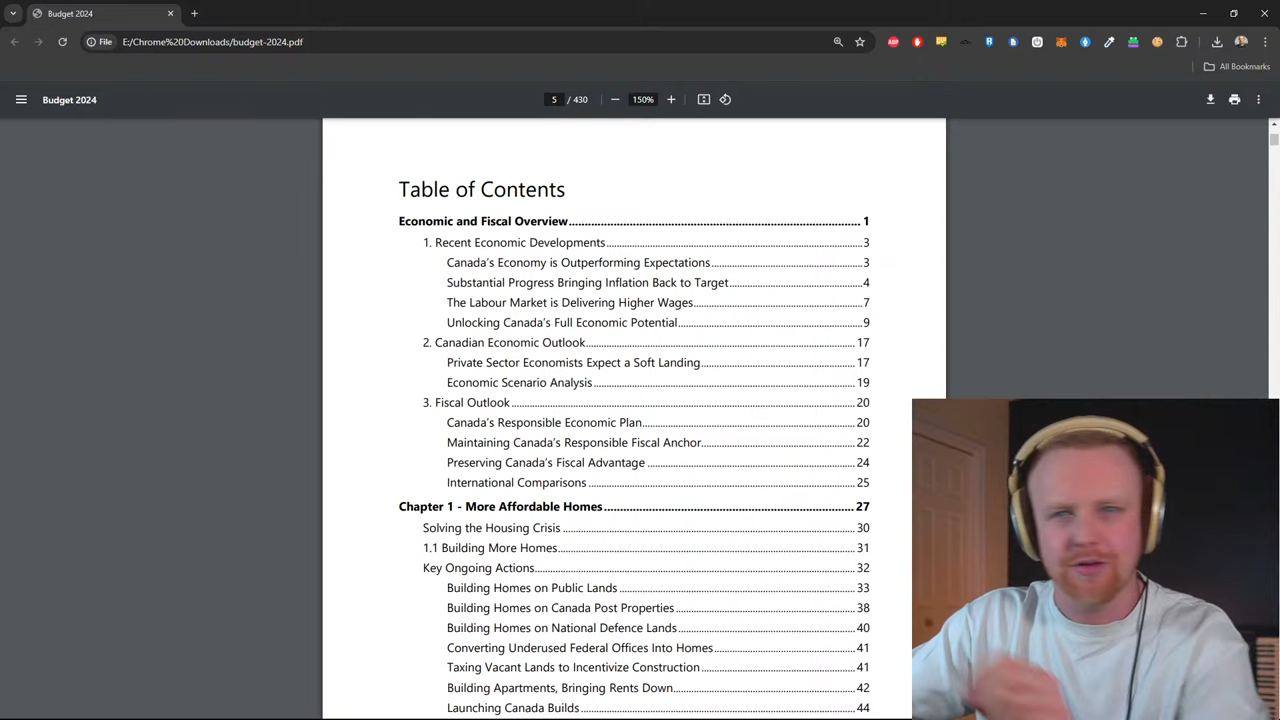 Budget 2024
File
E:/Chrome%20Downloads/budget-2024.pdf
All Bookmarks
Budget 2024
5 / 430
150%
Table of Contents
Economic and Fiscal Overview 1
1. Recent Economic Developments 3
Canada's Economy is Outperforming Expectations 3
Substantial Progress Bringing Inflation Back to Target 4
The Labour Market is Delivering Higher Wages 7
Unlocking Canada's Full Economic Potential 9
2. Canadian Economic Outlook 17
Private Sector Economists Expect a Soft Landing 17
Economic Scenario Analysis 19
3. Fiscal Outlook 20
Canada's Responsible Economic Plan 20
Maintaining Canada's Responsible Fiscal Anchor 22
Preserving Canada's Fiscal Advantage 24
International Comparisons 25
Chapter 1 - More Affordable Homes 27
Solving the Housing Crisis 30
1.1 Building More Homes 31
Key Ongoing Actions 32
Building Homes on Public Lands 33
Building Homes on Canada Post Properties 38
Building Homes on National Defence Lands 40
Converting Underused Federal Offices Into Homes 41
Taxing Vacant Lands to Incentivize Construction 41
Building Apartments, Bringing Rents Down 42
Launching Canada Builds 44